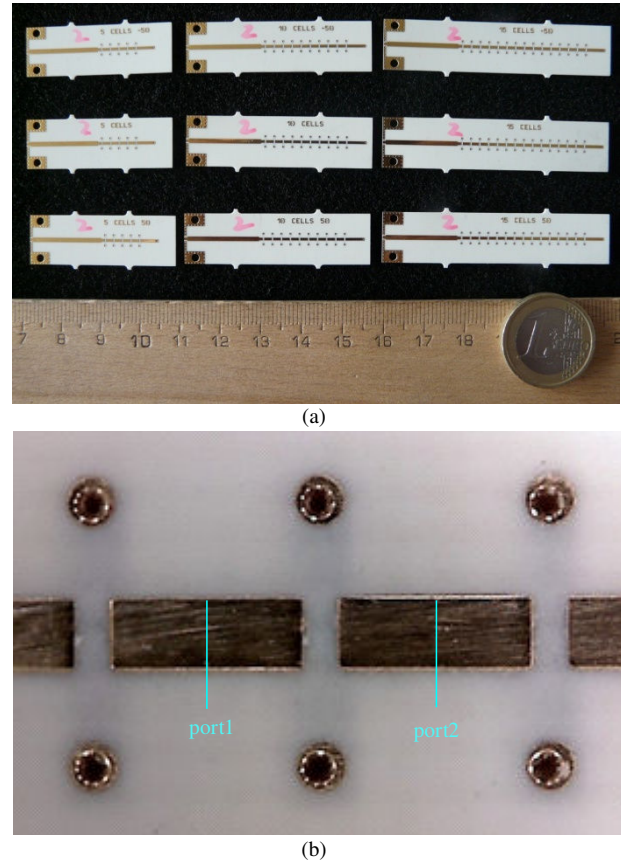 5 CELLS -50 10 CELLS -50 15 CELLS -50
2 2 2
5 CELLS 10 CELLS 15 CELLS
2 2 2
5 CELLS 50 10 CELLS 50 15 CELLS 50
2 2 2
7 8 9 10 11 12 13 14 15 16 17 18
1
(a)
port1 port2
(b)